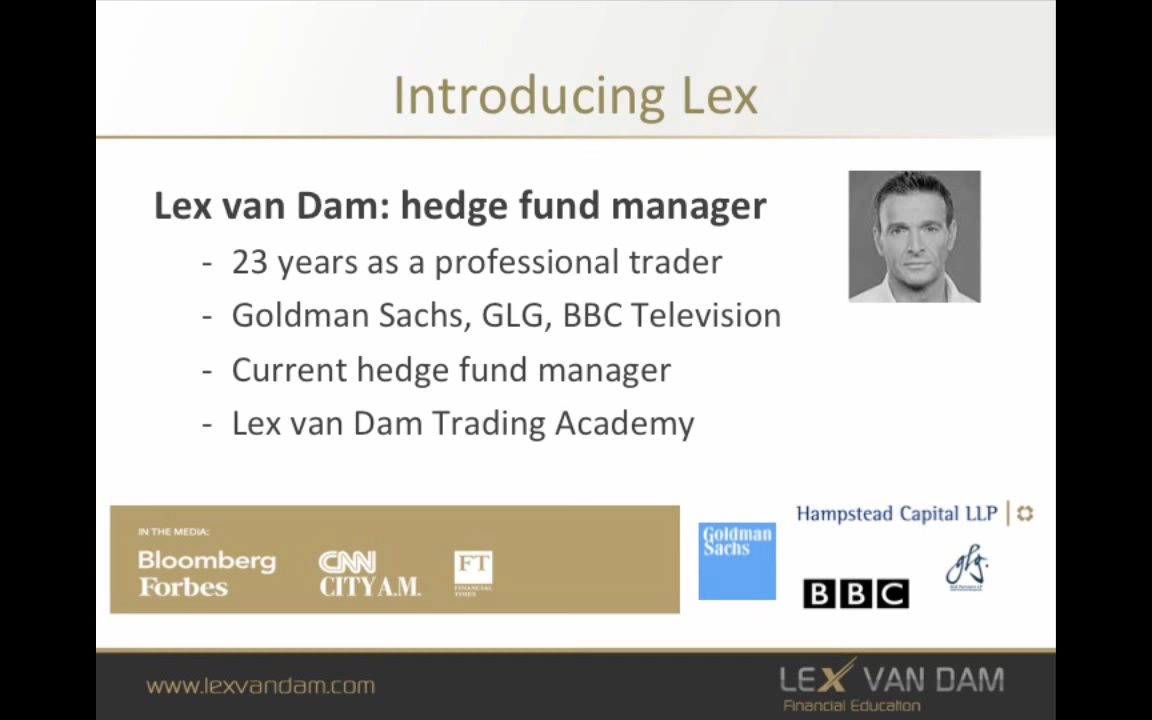 Introducing Lex
Lex van Dam: hedge fund manager
- 23 years as a professional trader
- Goldman Sachs, GLG, BBC Television
- Current hedge fund manager
- Lex van Dam Trading Academy
IN THE MEDIA:
Bloomberg
Forbes
CNN
CITY A.M.
FT
FINANCIAL
TIMES
Goldman
Sachs
Hampstead Capital LLP
BBC
glg.
www.lexvandam.com
LEX VAN DAM
Financial Education